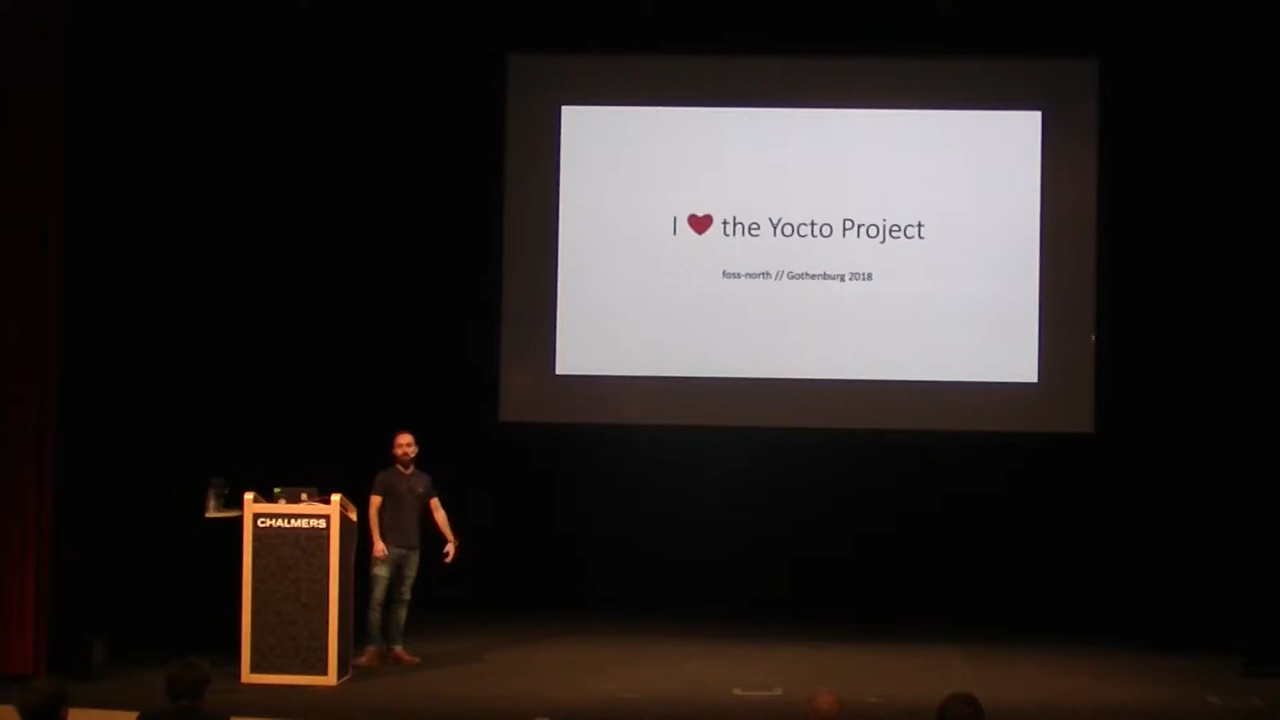 I ❤ the Yocto Project
foss-north // Gothenburg 2018
CHALMERS